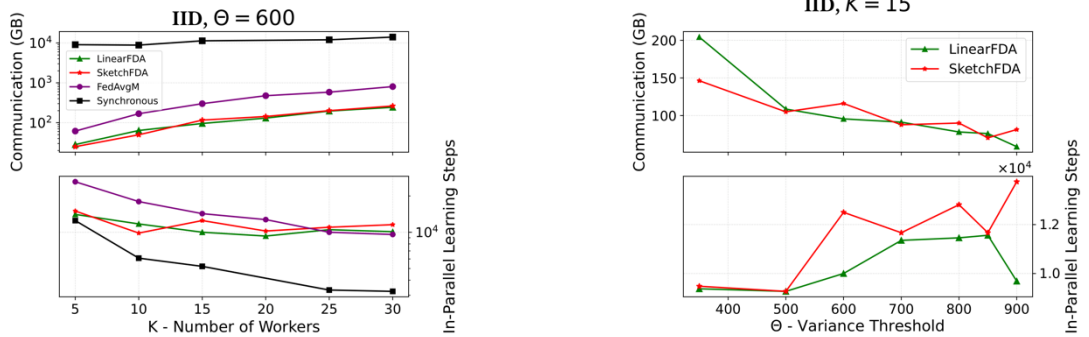 IID, Θ = 600
Communication (GB)
10⁴
10³
10²
LinearFDA
SketchFDA
FedAvgM
Synchronous
In-Parallel Learning Steps
10⁴
5 10 15 20 25 30
K - Number of Workers
IID, K = 15
Communication (GB)
200
150
100
LinearFDA
SketchFDA
×10⁴
In-Parallel Learning Steps
1.2
1.0
400 500 600 700 800 900
Θ - Variance Threshold